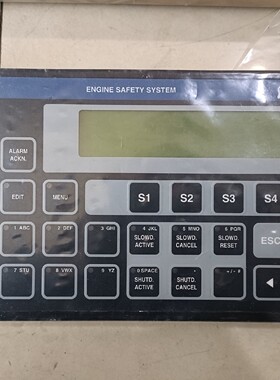 ENGINE SAFETY SYSTEM
ALARM
ACKN.
EDIT
MENU
S1
S2
S3
S4
1 ABC
2 DEF
3 GHI
4 JKL
5 MNO
6 PQR
SLOWD.
ACTIVE
SLOWD.
CANCEL
SLOWD.
RESET
ESC
7 STU
8 VWX
9 YZ
0 SPACE
+/-#
SHUTD.
ACTIVE
SHUTD.
CANCEL